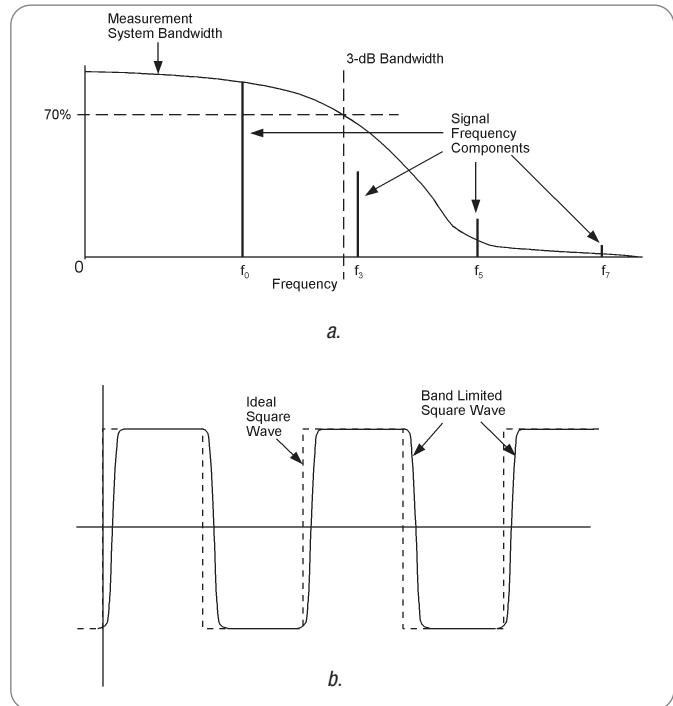 Measurement
System Bandwidth
3-dB Bandwidth
70%
Signal
Frequency
Components
0
f0
f3
f5
f7
Frequency
a.
Ideal
Square
Wave
Band Limited
Square Wave
b.